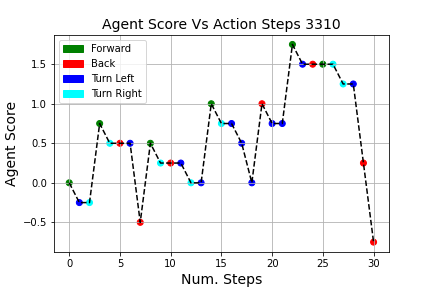 Agent Score Vs Action Steps 3310
Forward
Back
Turn Left
Turn Right
Agent Score
1.5
1.0
0.5
0.0
−0.5
0 5 10 15 20 25 30
Num. Steps